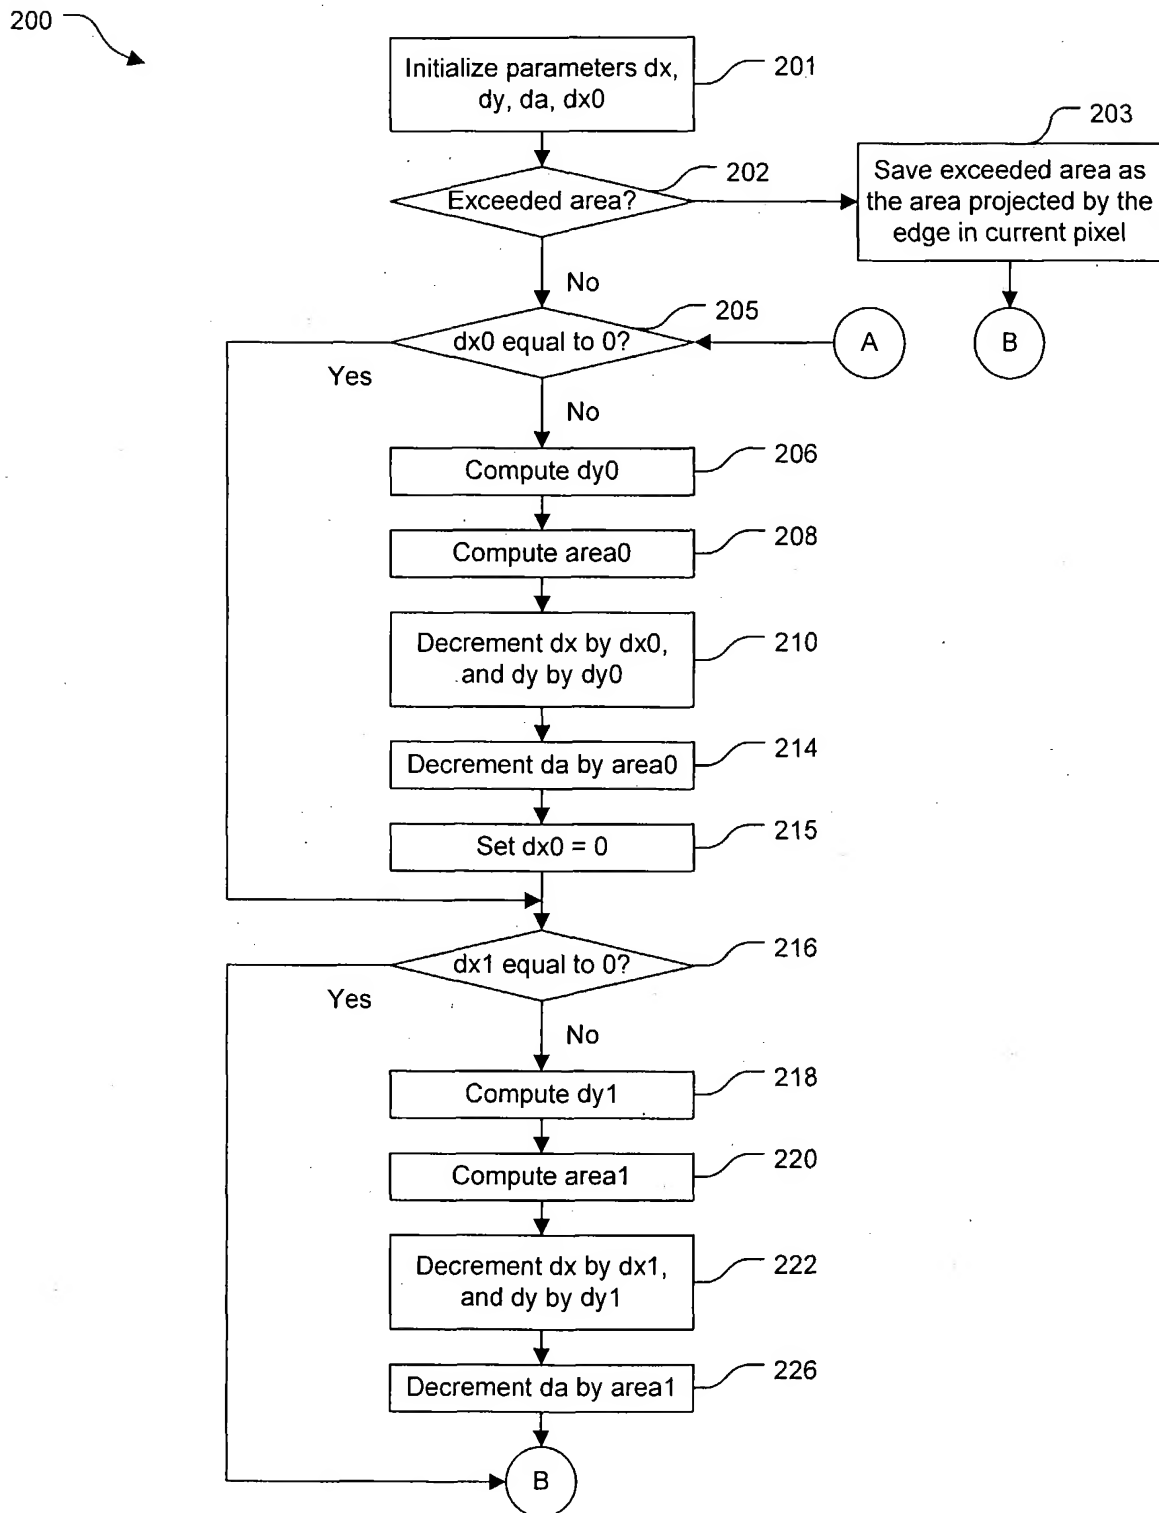 200
Initialize parameters dx,
dy, da, dx0
201
Exceeded area?
202
203
Save exceeded area as
the area projected by the
edge in current pixel
No
dx0 equal to 0?
205
A
B
Yes
No
Compute dy0
206
Compute area0
208
Decrement dx by dx0,
and dy by dy0
210
Decrement da by area0
214
Set dx0 = 0
215
dx1 equal to 0?
216
Yes
No
Compute dy1
218
Compute area1
220
Decrement dx by dx1,
and dy by dy1
222
Decrement da by area1
226
B